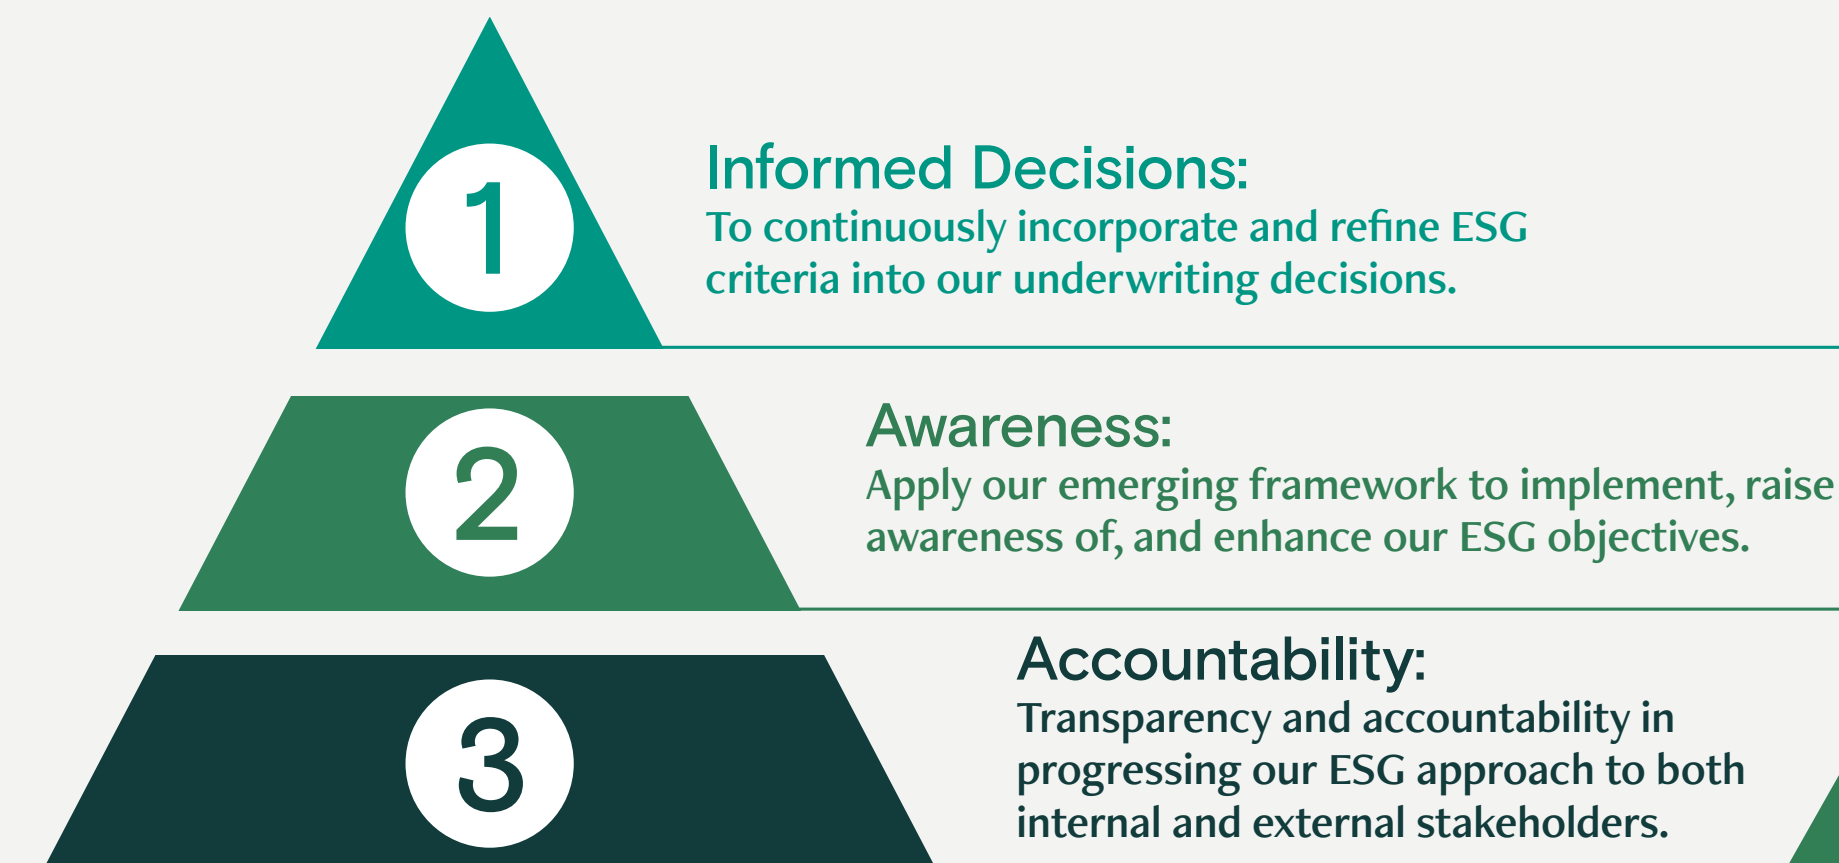 1
Informed Decisions:
To continuously incorporate and refine ESG
criteria into our underwriting decisions.
2
Awareness:
Apply our emerging framework to implement, raise
awareness of, and enhance our ESG objectives.
3
Accountability:
Transparency and accountability in
progressing our ESG approach to both
internal and external stakeholders.